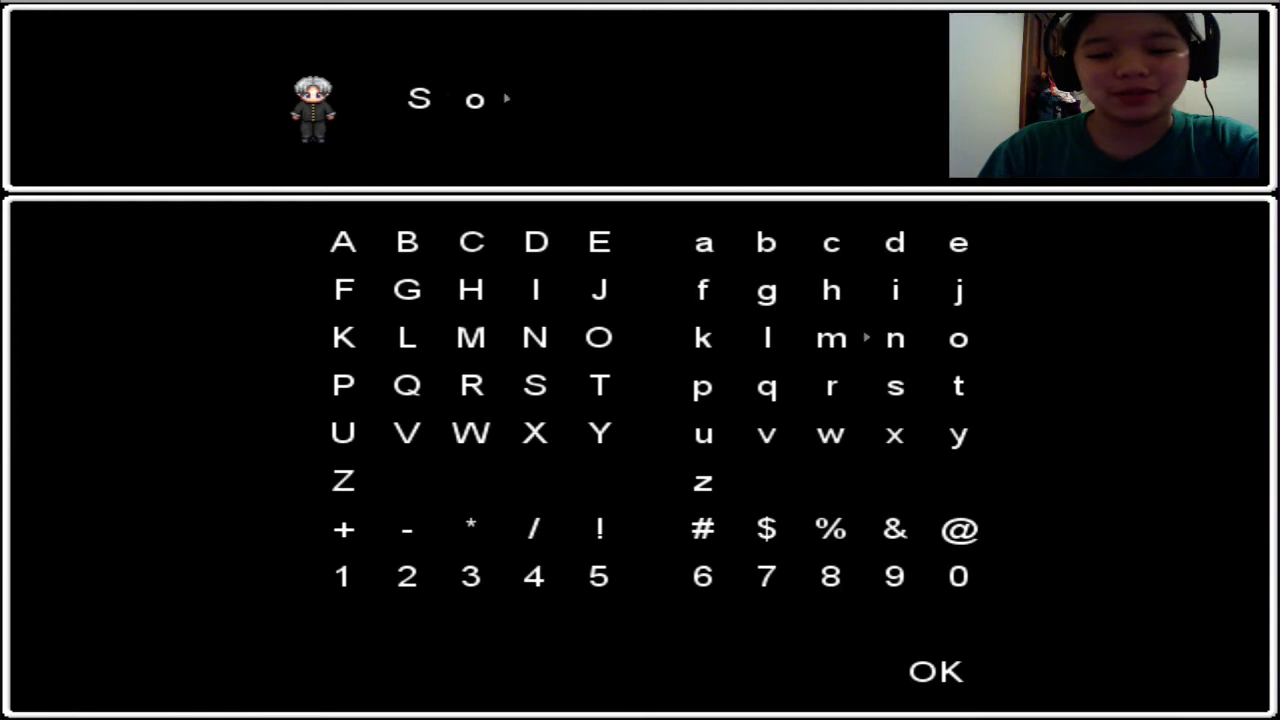 S o
A B C D E a b c d e
F G H I J f g h i j
K L M N O k l m n o
P Q R S T p q r s t
U V W X Y u v w x y
Z z
+ - * / ! # $ % & @
1 2 3 4 5 6 7 8 9 0
OK